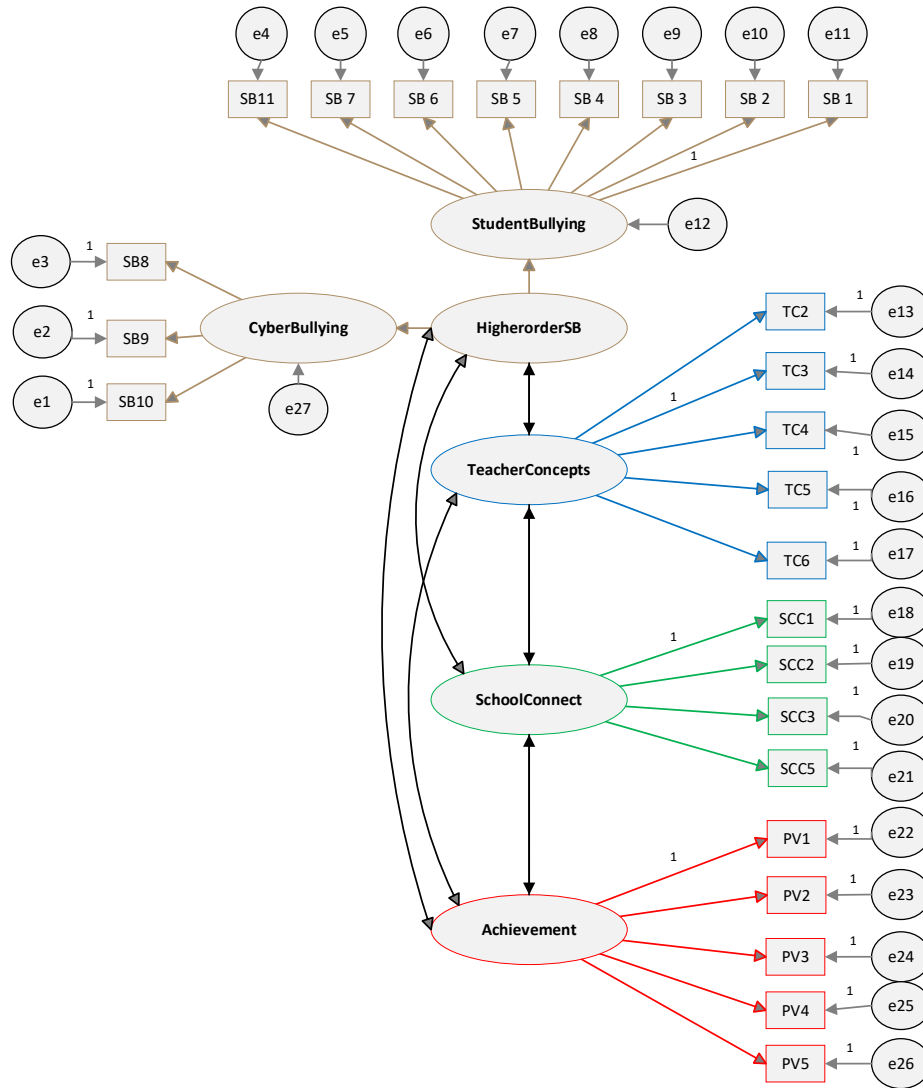 e4 e5 e6 e7 e8 e9 e10 e11
SB11 SB 7 SB 6 SB 5 SB 4 SB 3 SB 2 SB 1
1
StudentBullying e12
e3 1 SB8
e2 1 SB9
e1 1 SB10
CyberBullying
e27
HigherorderSB
TC2 1 e13
1 TC3 1 e14
TC4 e15
1
TeacherConcepts
TC5 e16
1
TC6 1 e17
1 SCC1 1 e18
SCC2 1 e19
SchoolConnect
SCC3 1 e20
SCC5 1 e21
1 PV1 1 e22
PV2 1 e23
Achievement
PV3 1 e24
PV4 1 e25
PV5 1 e26